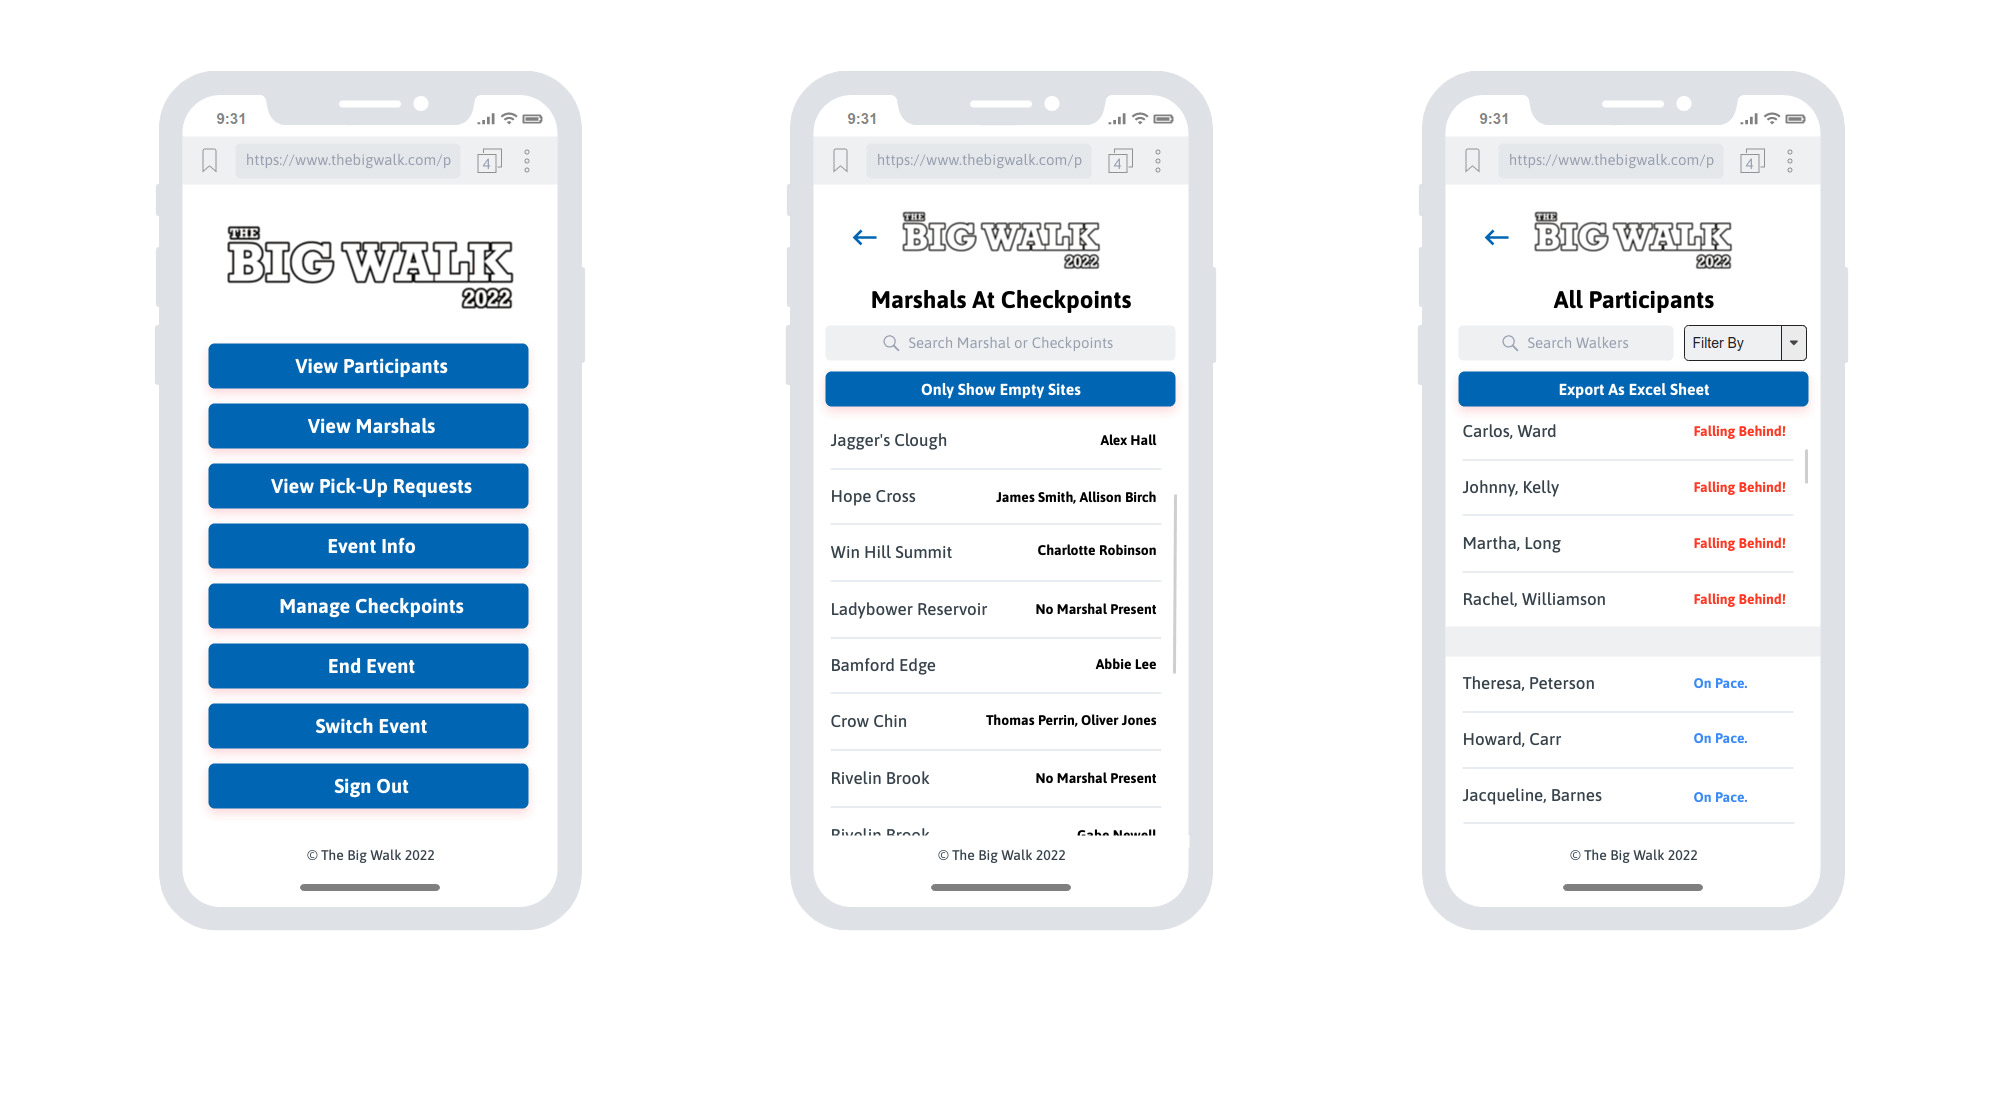 9:31
https://www.thebigwalk.com/p
4
THE
BIG WALK
2022
View Participants
View Marshals
View Pick-Up Requests
Event Info
Manage Checkpoints
End Event
Switch Event
Sign Out
© The Big Walk 2022
9:31
https://www.thebigwalk.com/p
4
THE
BIG WALK
2022
Marshals At Checkpoints
Search Marshal or Checkpoints
Only Show Empty Sites
Jagger's Clough Alex Hall
Hope Cross James Smith, Allison Birch
Win Hill Summit Charlotte Robinson
Ladybower Reservoir No Marshal Present
Bamford Edge Abbie Lee
Crow Chin Thomas Perrin, Oliver Jones
Rivelin Brook No Marshal Present
Rivelin Brook Gabe Newell
© The Big Walk 2022
9:31
https://www.thebigwalk.com/p
4
THE
BIG WALK
2022
All Participants
Search Walkers Filter By
Export As Excel Sheet
Carlos, Ward Falling Behind!
Johnny, Kelly Falling Behind!
Martha, Long Falling Behind!
Rachel, Williamson Falling Behind!
Theresa, Peterson On Pace.
Howard, Carr On Pace.
Jacqueline, Barnes On Pace.
© The Big Walk 2022